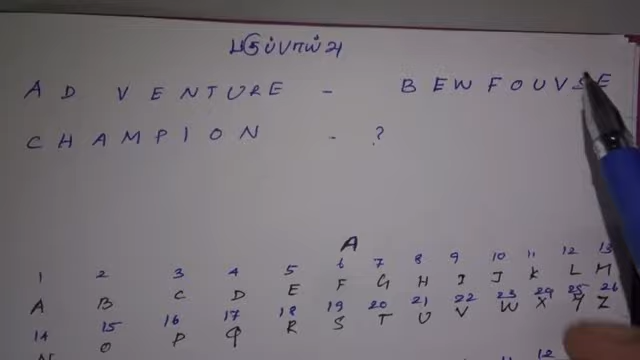 A D V E N T U R E - B E W F O U V S E
C H A M P I O N - ?
A
1 2 3 4 5 6 7 8 9 10 11 12 13
A B C D E F G H I J K L M
14 15 16 17 18 19 20 21 22 23 24 25 26
N O P Q R S T U V W X Y Z
12